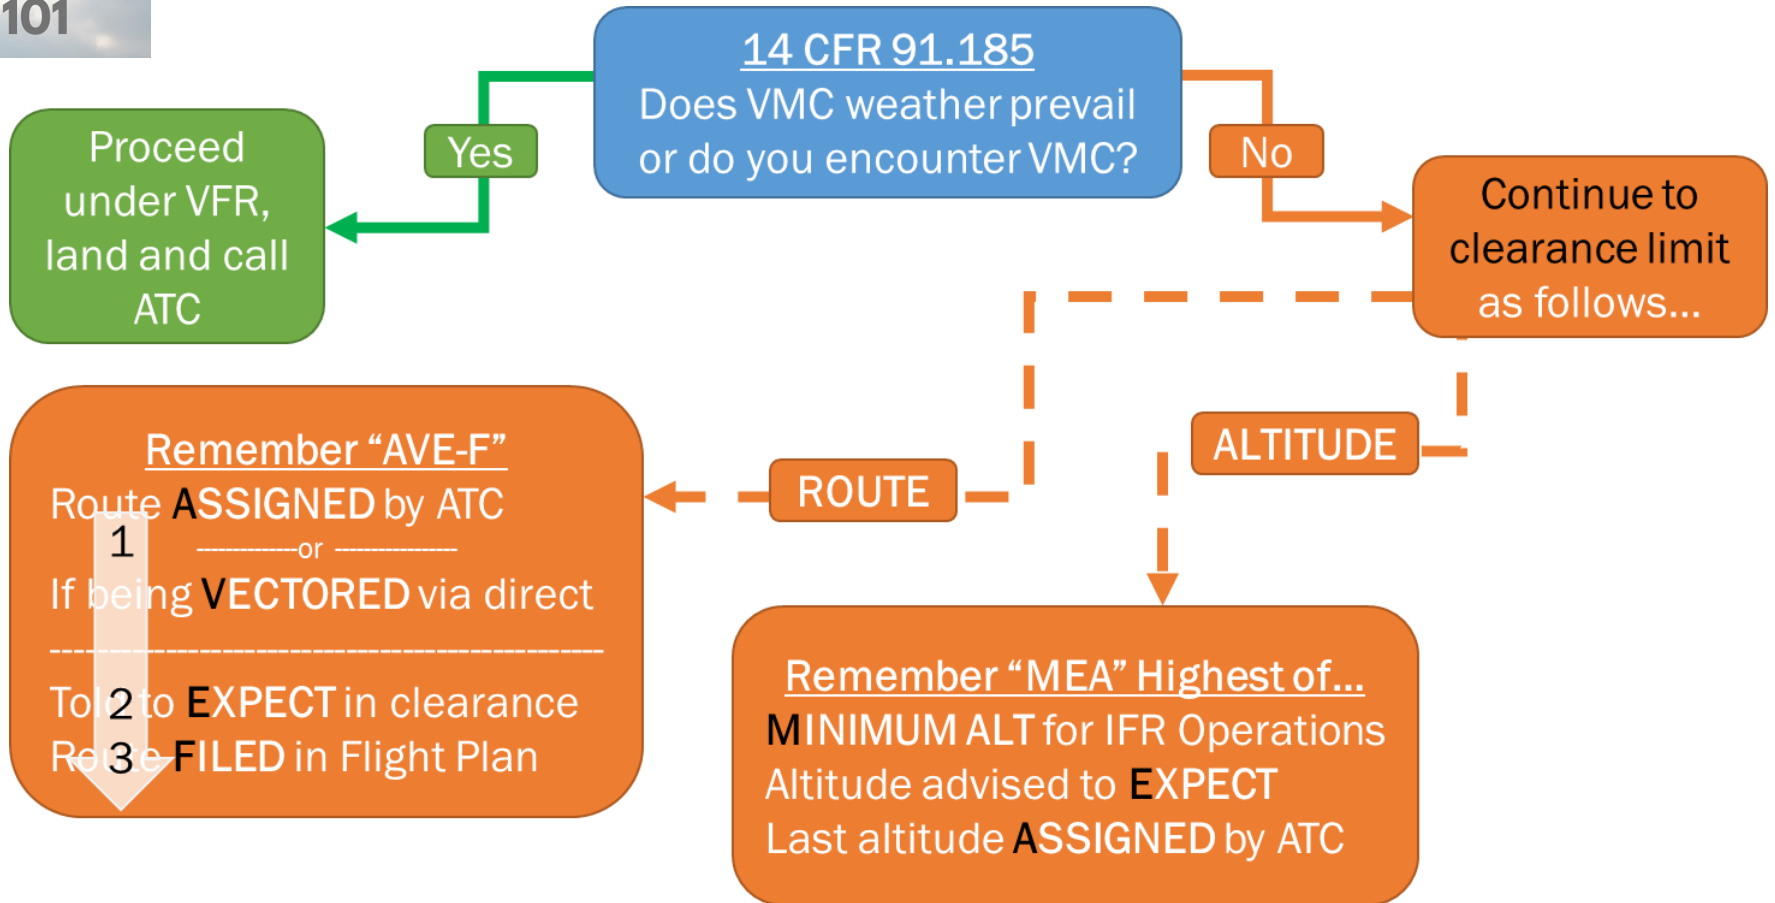 101
14 CFR 91.185
Does VMC weather prevail
or do you encounter VMC?
Yes
No
Proceed
under VFR,
land and call
ATC
Continue to
clearance limit
as follows...
ALTITUDE
ROUTE
Remember “AVE-F”
Route ASSIGNED by ATC
1
--------------or -----------------
If being VECTORED via direct
-----------------------------------------------
Told to EXPECT in clearance
2
Route FILED in Flight Plan
3
Remember “MEA” Highest of...
MINIMUM ALT for IFR Operations
Altitude advised to EXPECT
Last altitude ASSIGNED by ATC